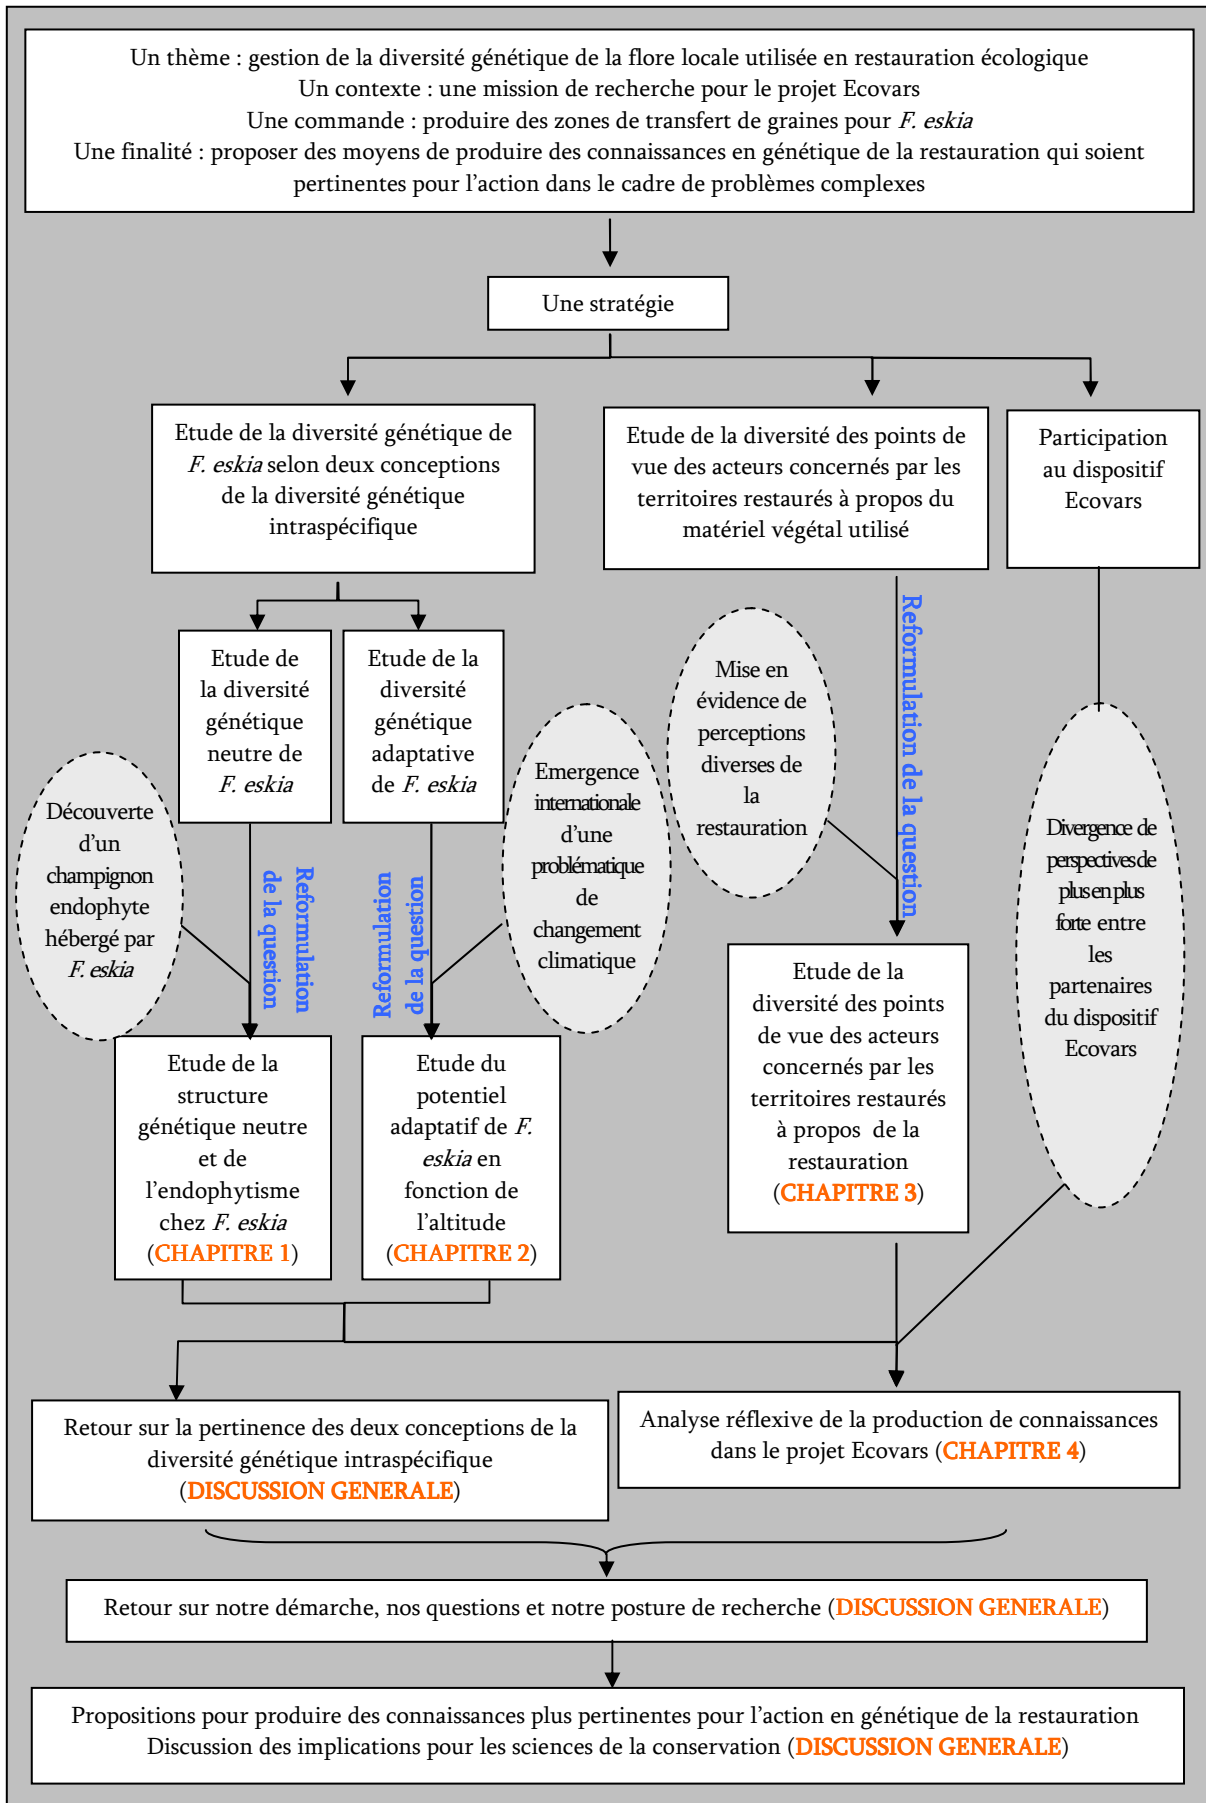 Un thème : gestion de la diversité génétique de la flore locale utilisée en restauration écologique
Un contexte : une mission de recherche pour le projet Ecovars
Une commande : produire des zones de transfert de graines pour F. eskia
Une finalité : proposer des moyens de produire des connaissances en génétique de la restauration qui soient
pertinentes pour l'action dans le cadre de problèmes complexes
Une stratégie
Etude de la diversité génétique de
F. eskia selon deux conceptions
de la diversité génétique
intraspécifique
Etude de la diversité des points de
vue des acteurs concernés par les
territoires restaurés à propos du
matériel végétal utilisé
Participation
au dispositif
Ecovars
Etude de
la diversité
génétique
neutre de
F. eskia
Etude de la
diversité
génétique
adaptative
de F. eskia
Découverte
d'un
champignon
endophyte
hébergé par
F. eskia
Reformulation
de la question
Reformulation
de la question
Emergence
internationale
d'une
problématique
de
changement
climatique
Mise en
évidence de
perceptions
diverses de
la
restauration
Reformulation de la question
Divergence de
perspectives de
plus en plus
forte entre
les
partenaires
du dispositif
Ecovars
Etude de la
structure
génétique neutre
et de
l'endophytisme
chez F. eskia
(CHAPITRE 1)
Etude du
potentiel
adaptatif de F.
eskia en
fonction de
l'altitude
(CHAPITRE 2)
Etude de la
diversité des points
de vue des acteurs
concernés par les
territoires restaurés
à propos de la
restauration
(CHAPITRE 3)
Retour sur la pertinence des deux conceptions de la
diversité génétique intraspécifique
(DISCUSSION GENERALE)
Analyse réflexive de la production de connaissances
dans le projet Ecovars (CHAPITRE 4)
Retour sur notre démarche, nos questions et notre posture de recherche (DISCUSSION GENERALE)
Propositions pour produire des connaissances plus pertinentes pour l'action en génétique de la restauration
Discussion des implications pour les sciences de la conservation (DISCUSSION GENERALE)